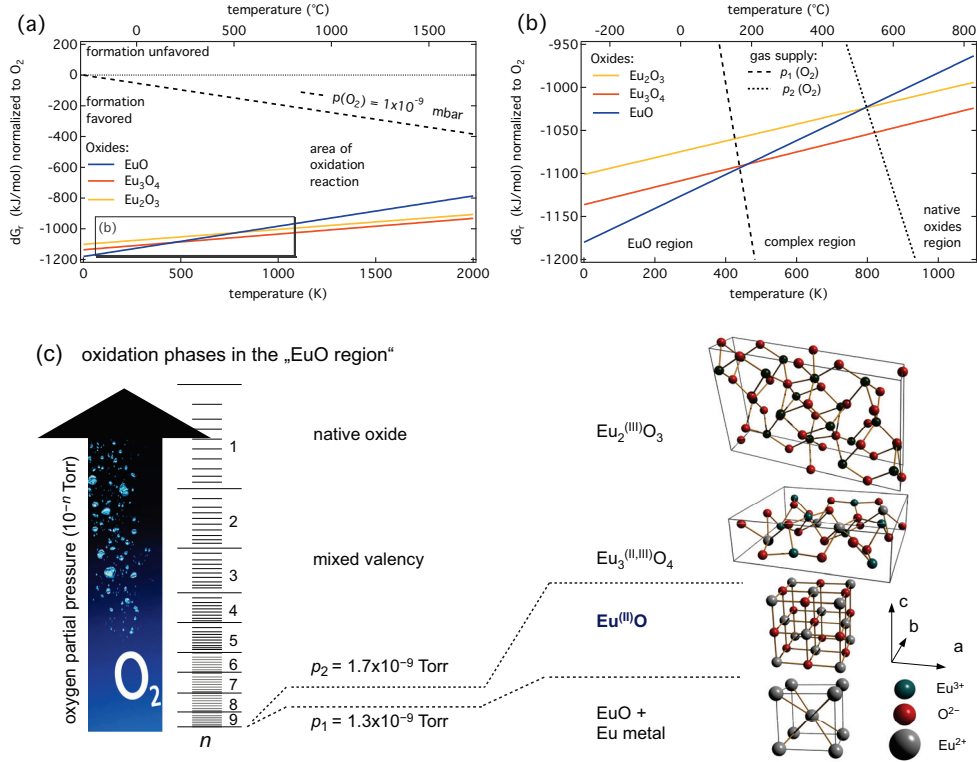 (a)
temperature (°C)
0 500 1000 1500
200
0
-200
-400
-600
-800
-1000
-1200
dGᵣ (kJ/mol) normalized to O₂
formation unfavored
formation
favored
p(O₂) = 1x10⁻⁹ mbar
area of
oxidation
reaction
Oxides:
EuO
Eu₃O₄
Eu₂O₃
(b)
0 500 1000 1500 2000
temperature (K)
(b)
temperature (°C)
-200 0 200 400 600 800
-950
-1000
-1050
-1100
-1150
-1200
dGᵣ (kJ/mol) normalized to O₂
Oxides:
Eu₂O₃
Eu₃O₄
EuO
gas supply:
p₁ (O₂)
p₂ (O₂)
EuO region
complex region
native
oxides
region
0 200 400 600 800 1000
temperature (K)
(c) oxidation phases in the „EuO region“
oxygen partial pressure (10⁻ⁿ Torr)
O₂
1
2
3
4
5
6
7
8
9
n
native oxide
mixed valency
p₂ = 1.7x10⁻⁹ Torr
p₁ = 1.3x10⁻⁹ Torr
Eu₂⁽ᴵᴵᴵ⁾O₃
Eu₃⁽ᴵᴵ,ᴵᴵᴵ⁾O₄
Eu⁽ᴵᴵ⁾O
EuO +
Eu metal
c
b
a
Eu³⁺
O²⁻
Eu²⁺